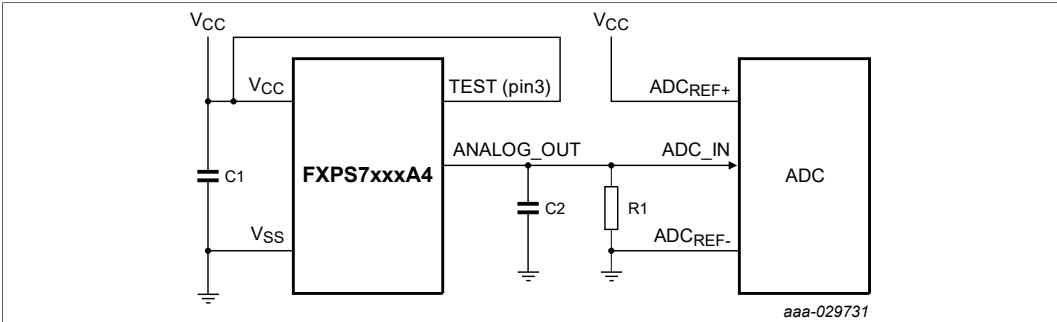 VCC
VCC
VCC
TEST (pin3)
ADCREF+
ANALOG_OUT
ADC_IN
C1
FXPS7xxxA4
C2
R1
ADC
VSS
ADCREF-
aaa-029731